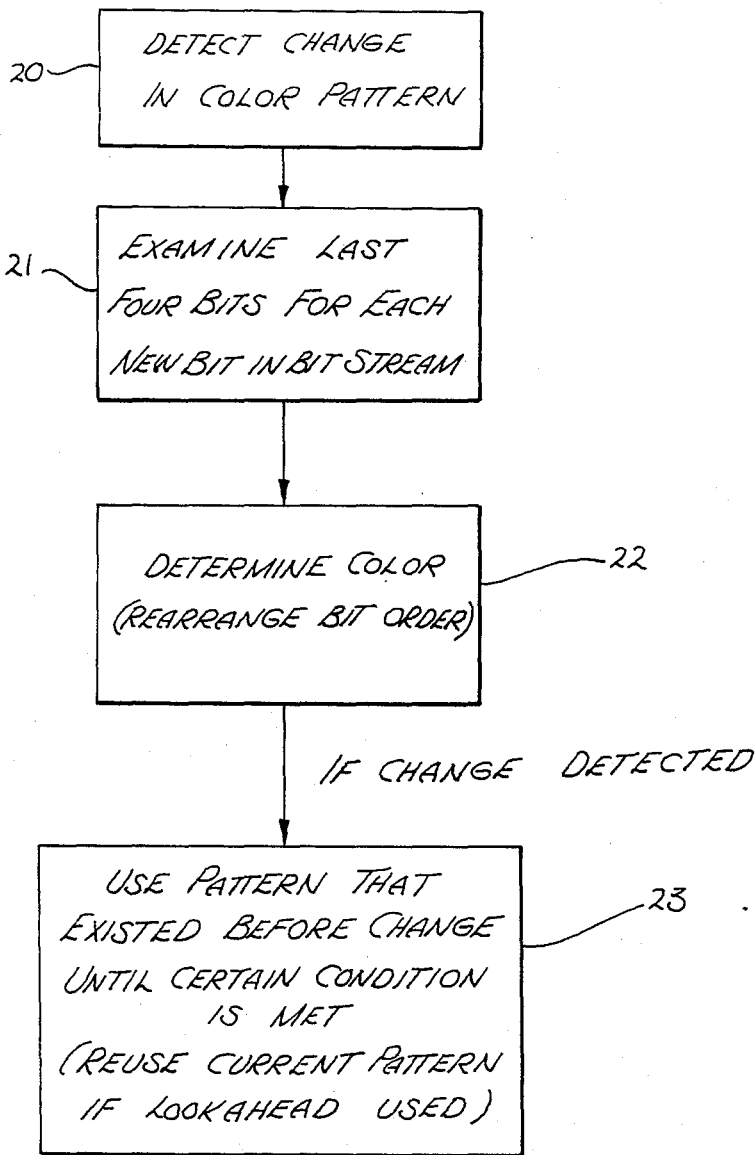 20
DETECT CHANGE
IN COLOR PATTERN
21
EXAMINE LAST
FOUR BITS FOR EACH
NEW BIT IN BIT STREAM
DETERMINE COLOR
(REARRANGE BIT ORDER)
22
IF CHANGE DETECTED
USE PATTERN THAT
EXISTED BEFORE CHANGE
UNTIL CERTAIN CONDITION
IS MET
(REUSE CURRENT PATTERN
IF LOOKAHEAD USED)
23